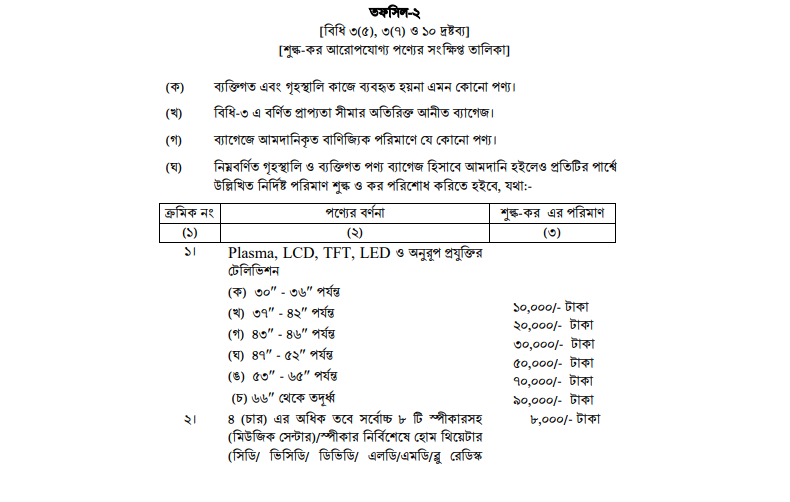 তফসিল-২
[বিধি ৩(৫), ৩(৭) ও ১০ দ্রষ্টব্য]
[শুল্ক-কর আরোপযোগ্য পণ্যের সংক্ষিপ্ত তালিকা]
(ক) ব্যক্তিগত এবং গৃহস্থালি কাজে ব্যবহৃত হয়না এমন কোনো পণ্য।
(খ) বিধি-৩ এ বর্ণিত প্রাপ্যতা সীমার অতিরিক্ত আনীত ব্যাগেজ।
(গ) ব্যাগেজে আমদানিকৃত বাণিজ্যিক পরিমাণে যে কোনো পণ্য।
(ঘ) নিম্নবর্ণিত গৃহস্থালি ও ব্যক্তিগত পণ্য ব্যাগেজ হিসাবে আমদানি হইলেও প্রতিটির পার্শ্বে
উল্লিখিত নির্দিষ্ট পরিমাণ শুল্ক ও কর পরিশোধ করিতে হইবে, যথা:-
ক্রমিক নং পণ্যের বর্ণনা শুল্ক-কর এর পরিমাণ
(১) (২) (৩)
১। Plasma, LCD, TFT, LED ও অনুরূপ প্রযুক্তির
টেলিভিশন
(ক) ৩০″ - ৩৬″ পর্যন্ত ১০,০০০/- টাকা
(খ) ৩৭″ - ৪২″ পর্যন্ত ২০,০০০/- টাকা
(গ) ৪৩″ - ৪৬″ পর্যন্ত ৩০,০০০/- টাকা
(ঘ) ৪৭″ - ৫২″ পর্যন্ত ৫০,০০০/- টাকা
(ঙ) ৫৩″ - ৬৫″ পর্যন্ত ৭০,০০০/- টাকা
(চ) ৬৬″ থেকে তদূর্ধ্ব ৯০,০০০/- টাকা
২। ৪ (চার) এর অধিক তবে সর্বোচ্চ ৮ টি স্পীকারসহ ৮,০০০/- টাকা
(মিউজিক সেন্টার)/স্পীকার নির্বিশেষে হোম থিয়েটার
(সিডি/ ভিসিডি/ ডিভিডি/ এলডি/এমডি/ব্লু রেডিস্ক